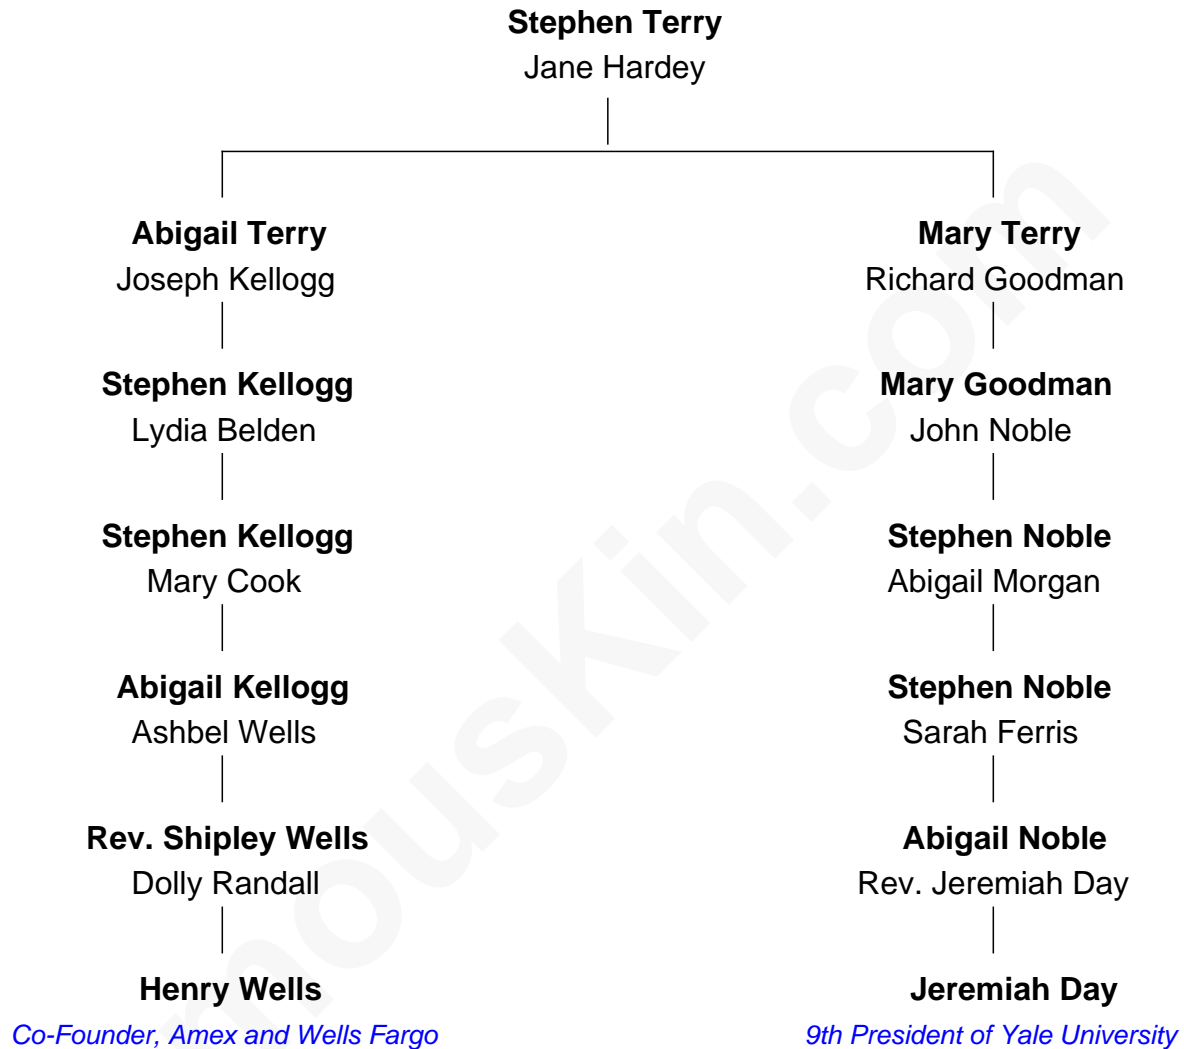 Stephen Terry
Jane Hardey
Abigail Terry
Joseph Kellogg
Mary Terry
Richard Goodman
Stephen Kellogg
Lydia Belden
Mary Goodman
John Noble
Stephen Kellogg
Mary Cook
Stephen Noble
Abigail Morgan
Abigail Kellogg
Ashbel Wells
Stephen Noble
Sarah Ferris
Rev. Shipley Wells
Dolly Randall
Abigail Noble
Rev. Jeremiah Day
Henry Wells
Co-Founder, Amex and Wells Fargo
Jeremiah Day
9th President of Yale University
mousKin.com